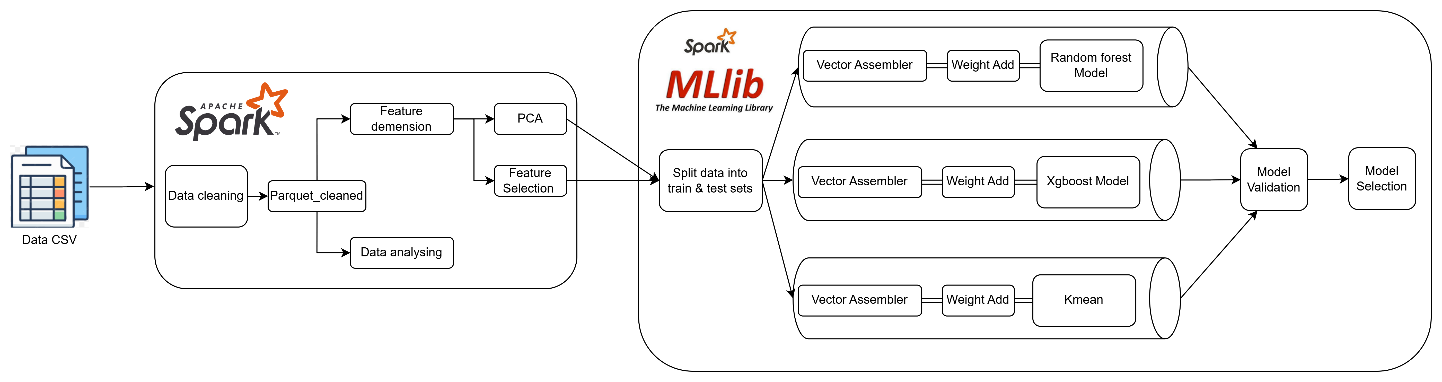 Data CSV
APACHE
Spark
Data cleaning
Parquet_cleaned
Feature
demension
Data analysing
PCA
Feature
Selection
Spark
MLlib
The Machine Learning Library
Split data into
train & test sets
Vector Assembler
Weight Add
Random forest
Model
Vector Assembler
Weight Add
Xgboost Model
Vector Assembler
Weight Add
Kmean
Model
Validation
Model
Selection